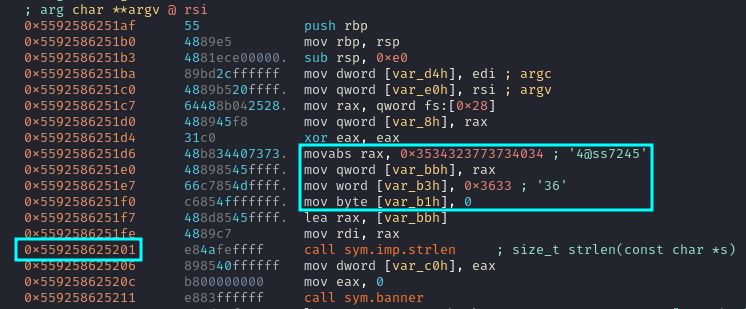 ; arg char **argv @ rsi
0×5592586251af 55 push rbp
0×5592586251b0 4889e5 mov rbp, rsp
0×5592586251b3 4881ece00000. sub rsp, 0×e0
0×5592586251ba 89bd2cffffff mov dword [var_d4h], edi ; argc
0×5592586251c0 4889b520ffff. mov qword [var_e0h], rsi ; argv
0×5592586251c7 64488b042528. mov rax, qword fs:[0×28]
0×5592586251d0 488945f8 mov qword [var_8h], rax
0×5592586251d4 31c0 xor eax, eax
0×5592586251d6 48b834407373. movabs rax, 0×3534323773734034 ; '4@ss7245'
0×5592586251e0 48898545ffff. mov qword [var_bbh], rax
0×5592586251e7 66c7854dffff. mov word [var_b3h], 0×3633 ; '36'
0×5592586251f0 c6854fffffff. mov byte [var_b1h], 0
0×5592586251f7 488d8545ffff. lea rax, [var_bbh]
0×5592586251fe 4889c7 mov rdi, rax
0×559258625201 e84afeffff call sym.imp.strlen ; size_t strlen(const char *s)
0×559258625206 898540ffffff mov dword [var_c0h], eax
0×55925862520c b800000000 mov eax, 0
0×559258625211 e883ffffff call sym.banner